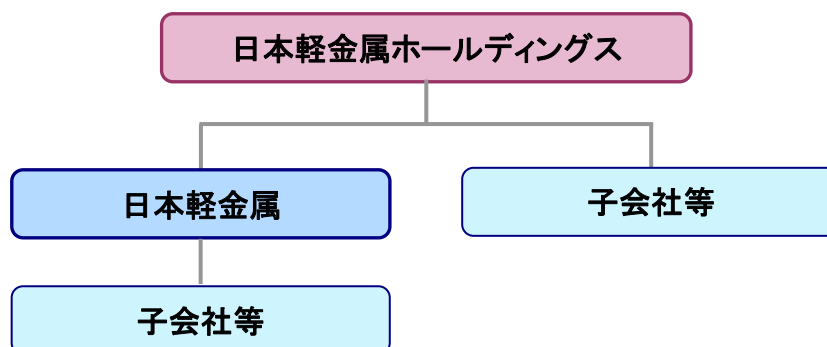 日本軽金属ホールディングス
日本軽金属
子会社等
子会社等